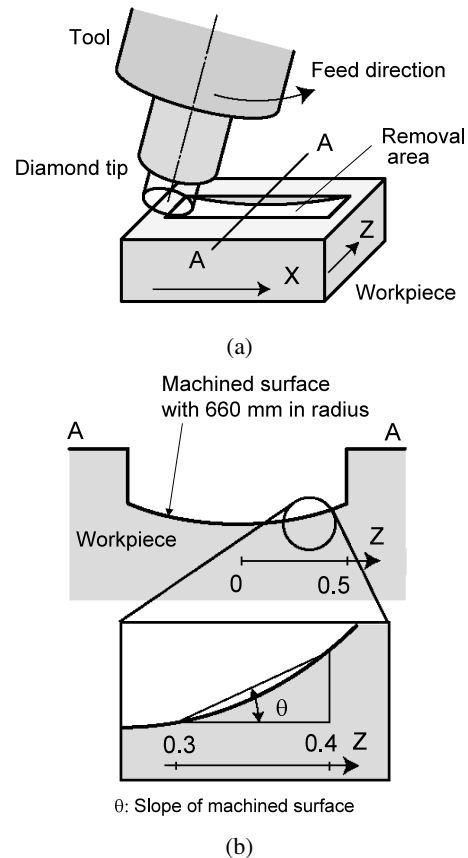 Tool
Feed direction
Diamond tip
A
Removal
area
A
X
Z
Workpiece
(a)
Machined surface
with 660 mm in radius
A
A
Workpiece
Z
0
0.5
θ
0.3
0.4
Z
θ: Slope of machined surface
(b)